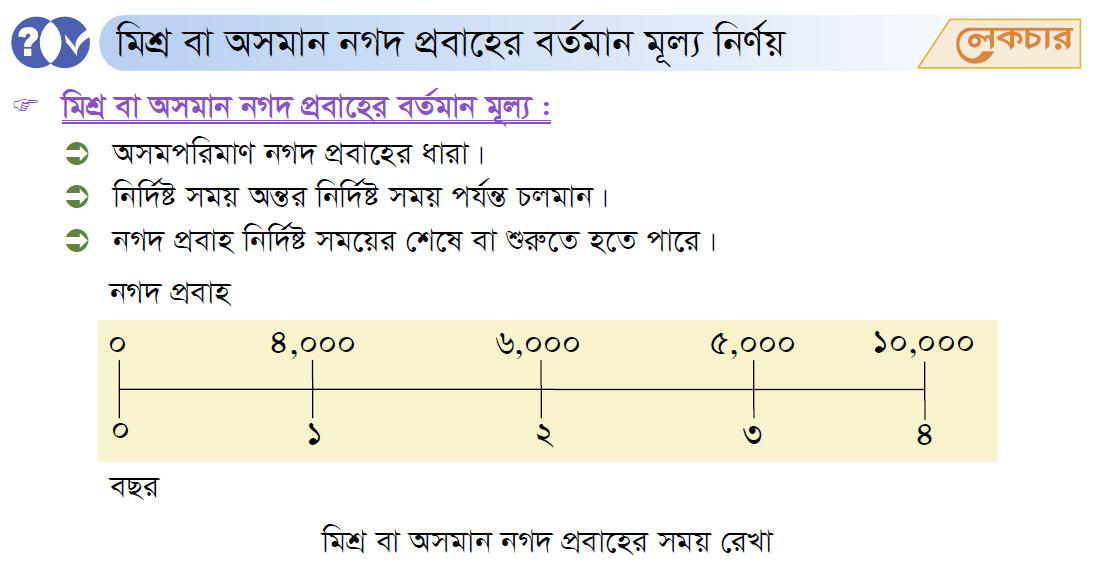 ?
মিশ্র বা অসমান নগদ প্রবাহের বর্তমান মূল্য নির্ণয়
লেকচার
মিশ্র বা অসমান নগদ প্রবাহের বর্তমান মূল্য :
অসমপরিমাণ নগদ প্রবাহের ধারা।
নির্দিষ্ট সময় অন্তর নির্দিষ্ট সময় পর্যন্ত চলমান।
নগদ প্রবাহ নির্দিষ্ট সময়ের শেষে বা শুরুতে হতে পারে।
নগদ প্রবাহ
০ ৪,০০০ ৬,০০০ ৫,০০০ ১০,০০০
০ ১ ২ ৩ ৪
বছর
মিশ্র বা অসমান নগদ প্রবাহের সময় রেখা